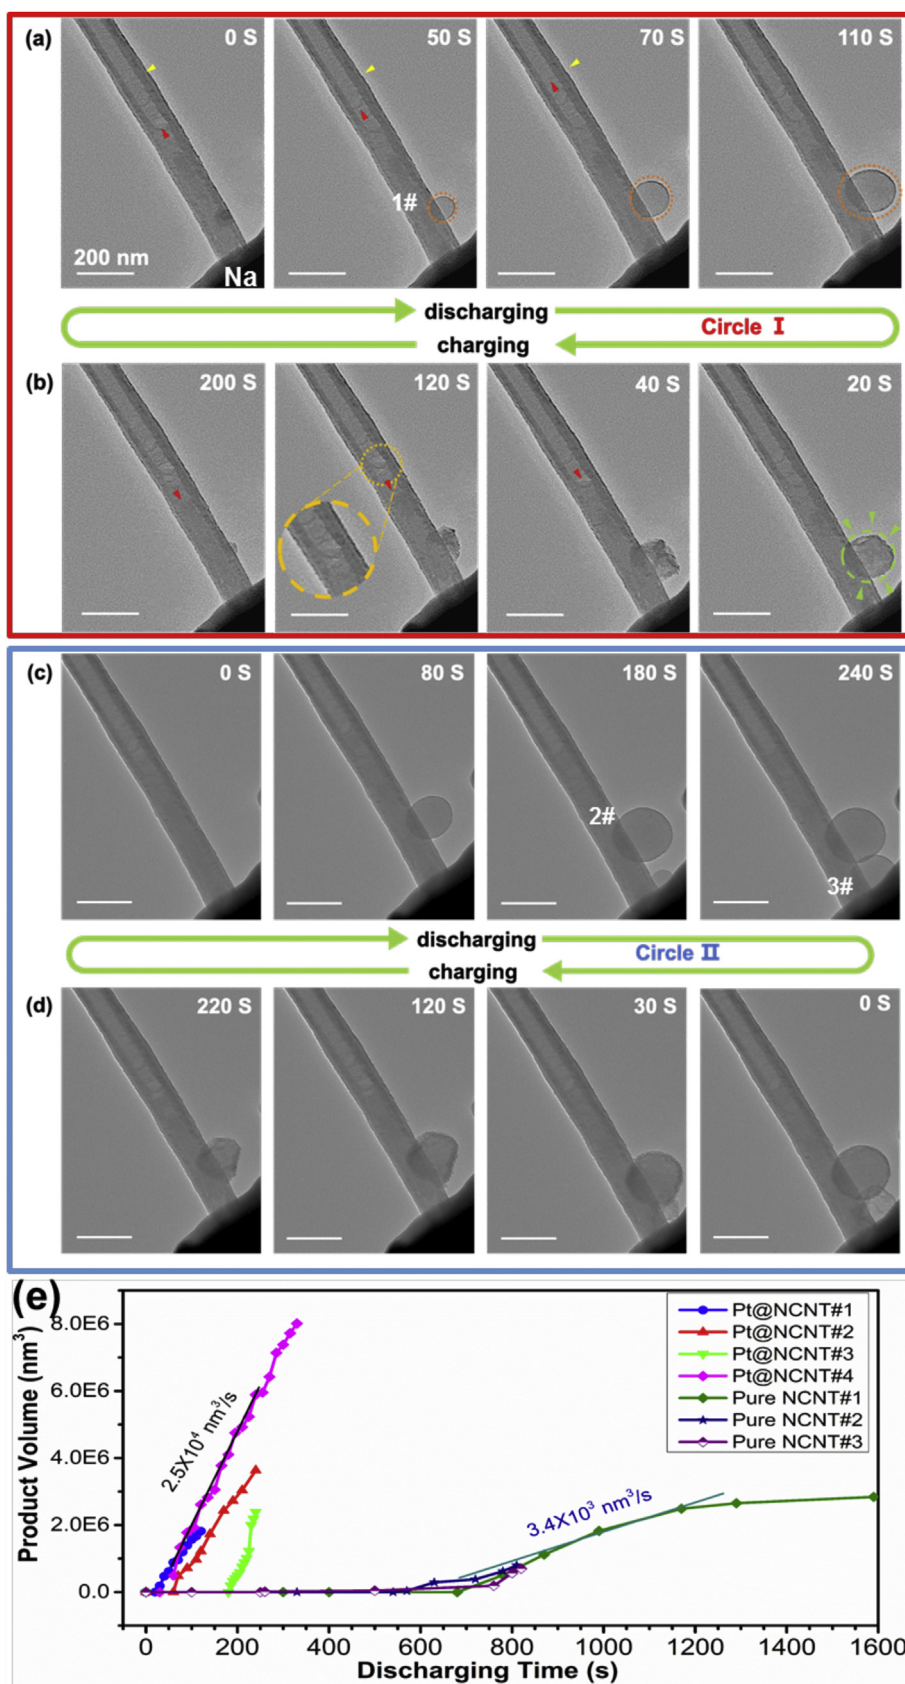 (a) 0 S 50 S 70 S 110 S
1#
200 nm
Na
discharging
Circle I
charging
(b) 200 S 120 S 40 S 20 S
(c) 0 S 80 S 180 S 240 S
2#
3#
discharging
Circle II
charging
(d) 220 S 120 S 30 S 0 S
(e)
Product Volume (nm³)
8.0E6
6.0E6
4.0E6
2.0E6
0.0
2.5X10⁴ nm³/s
3.4X10³ nm³/s
Pt@NCNT#1
Pt@NCNT#2
Pt@NCNT#3
Pt@NCNT#4
Pure NCNT#1
Pure NCNT#2
Pure NCNT#3
0 200 400 600 800 1000 1200 1400 1600
Discharging Time (s)